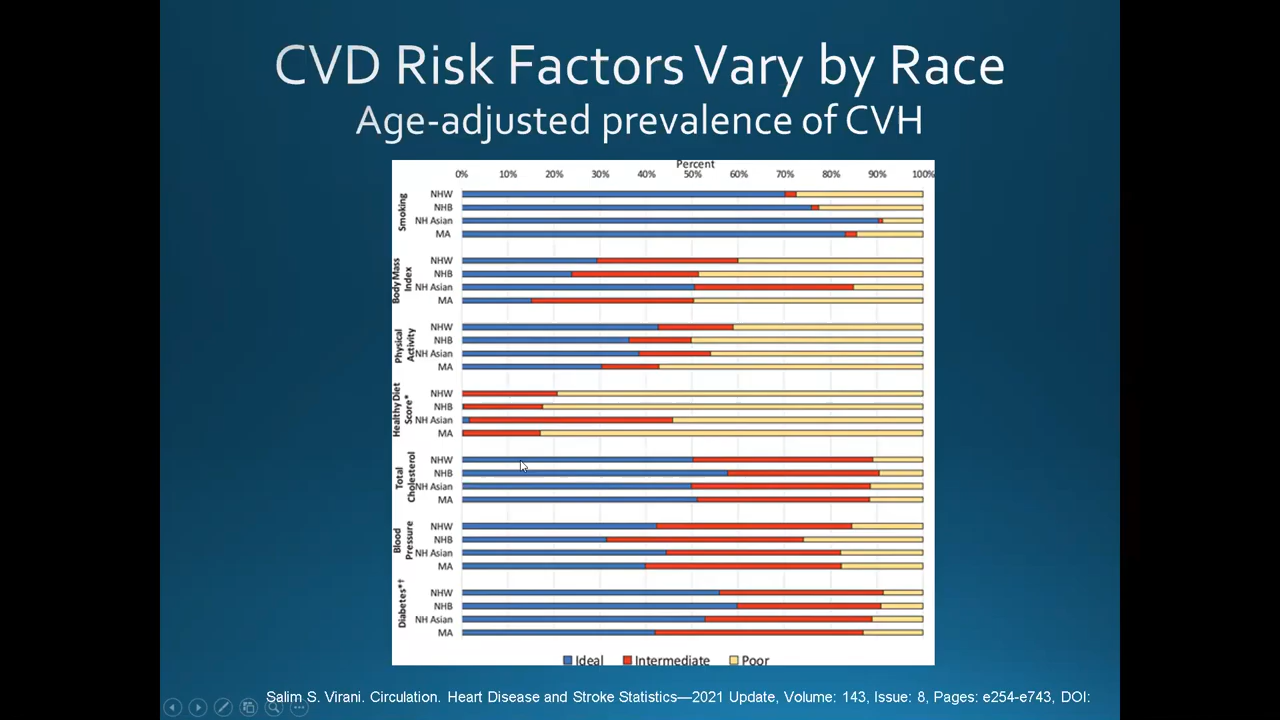 CVD Risk Factors Vary by Race
Age-adjusted prevalence of CVH
Percent
0% 10% 20% 30% 40% 50% 60% 70% 80% 90% 100%
Smoking
NHW
NHB
NH Asian
MA
Body Mass
Index
NHW
NHB
NH Asian
MA
Physical
Activity
NHW
NHB
NH Asian
MA
Healthy Diet
Score*
NHW
NHB
NH Asian
MA
Total
Cholesterol
NHW
NHB
NH Asian
MA
Blood
Pressure
NHW
NHB
NH Asian
MA
Diabetes*†
NHW
NHB
NH Asian
MA
Ideal Intermediate Poor
Salim S. Virani. Circulation. Heart Disease and Stroke Statistics—2021 Update, Volume: 143, Issue: 8, Pages: e254-e743, DOI: